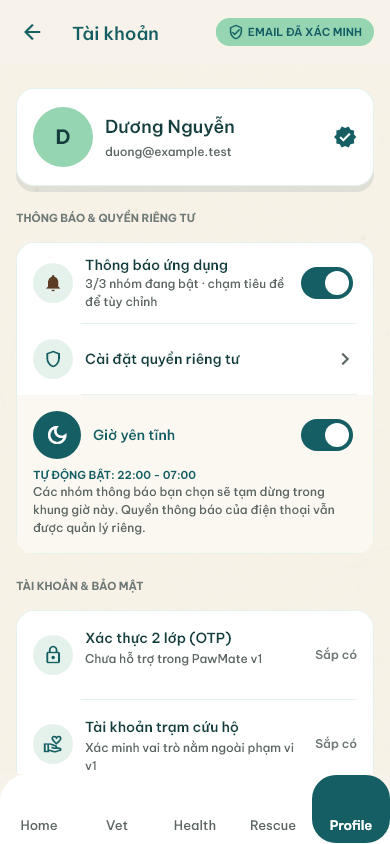 Tài khoản
EMAIL ĐÃ XÁC MINH
D
Dương Nguyễn
duong@example.test
THÔNG BÁO & QUYỀN RIÊNG TƯ
Thông báo ứng dụng
3/3 nhóm đang bật · chạm tiêu đề
để tùy chỉnh
Cài đặt quyền riêng tư
Giờ yên tĩnh
TỰ ĐỘNG BẬT: 22:00 - 07:00
Các nhóm thông báo bạn chọn sẽ tạm dừng trong
khung giờ này. Quyền thông báo của điện thoại vẫn
được quản lý riêng.
TÀI KHOẢN & BẢO MẬT
Xác thực 2 lớp (OTP)
Chưa hỗ trợ trong PawMate v1
Sắp có
Tài khoản trạm cứu hộ
Xác minh vai trò nằm ngoài phạm vi
v1
Sắp có
Home
Vet
Health
Rescue
Profile